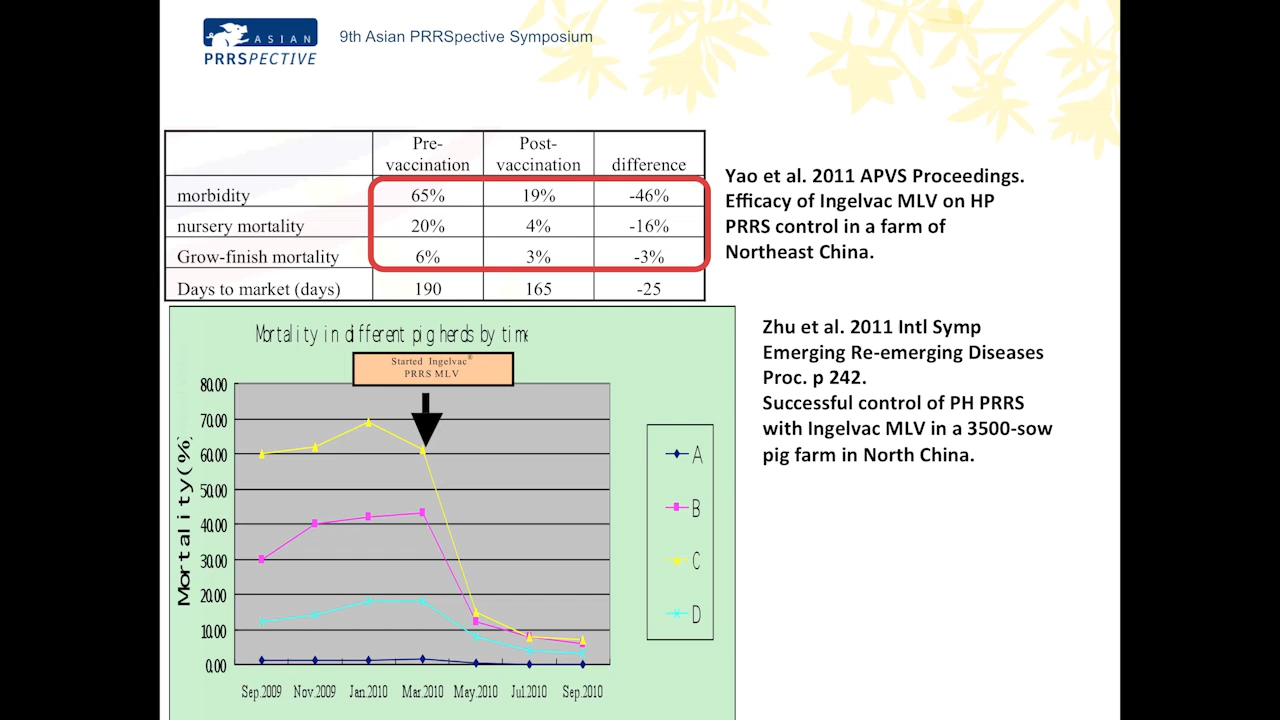 ASIAN
PRRSPECTIVE
9th Asian PRRSpective Symposium
Pre-vaccination Post-vaccination difference
morbidity 65% 19% -46%
nursery mortality 20% 4% -16%
Grow-finish mortality 6% 3% -3%
Days to market (days) 190 165 -25
Yao et al. 2011 APVS Proceedings.
Efficacy of Ingelvac MLV on HP
PRRS control in a farm of
Northeast China.
Mortality in different pig herds by time
Started Ingelvac®
PRRS MLV
Mortality(%)
80.00
70.00
60.00
50.00
40.00
30.00
20.00
10.00
0.00
Sep.2009 Nov.2009 Jan.2010 Mar.2010 May.2010 Jul.2010 Sep.2010
A
B
C
D
Zhu et al. 2011 Intl Symp
Emerging Re-emerging Diseases
Proc. p 242.
Successful control of PH PRRS
with Ingelvac MLV in a 3500-sow
pig farm in North China.